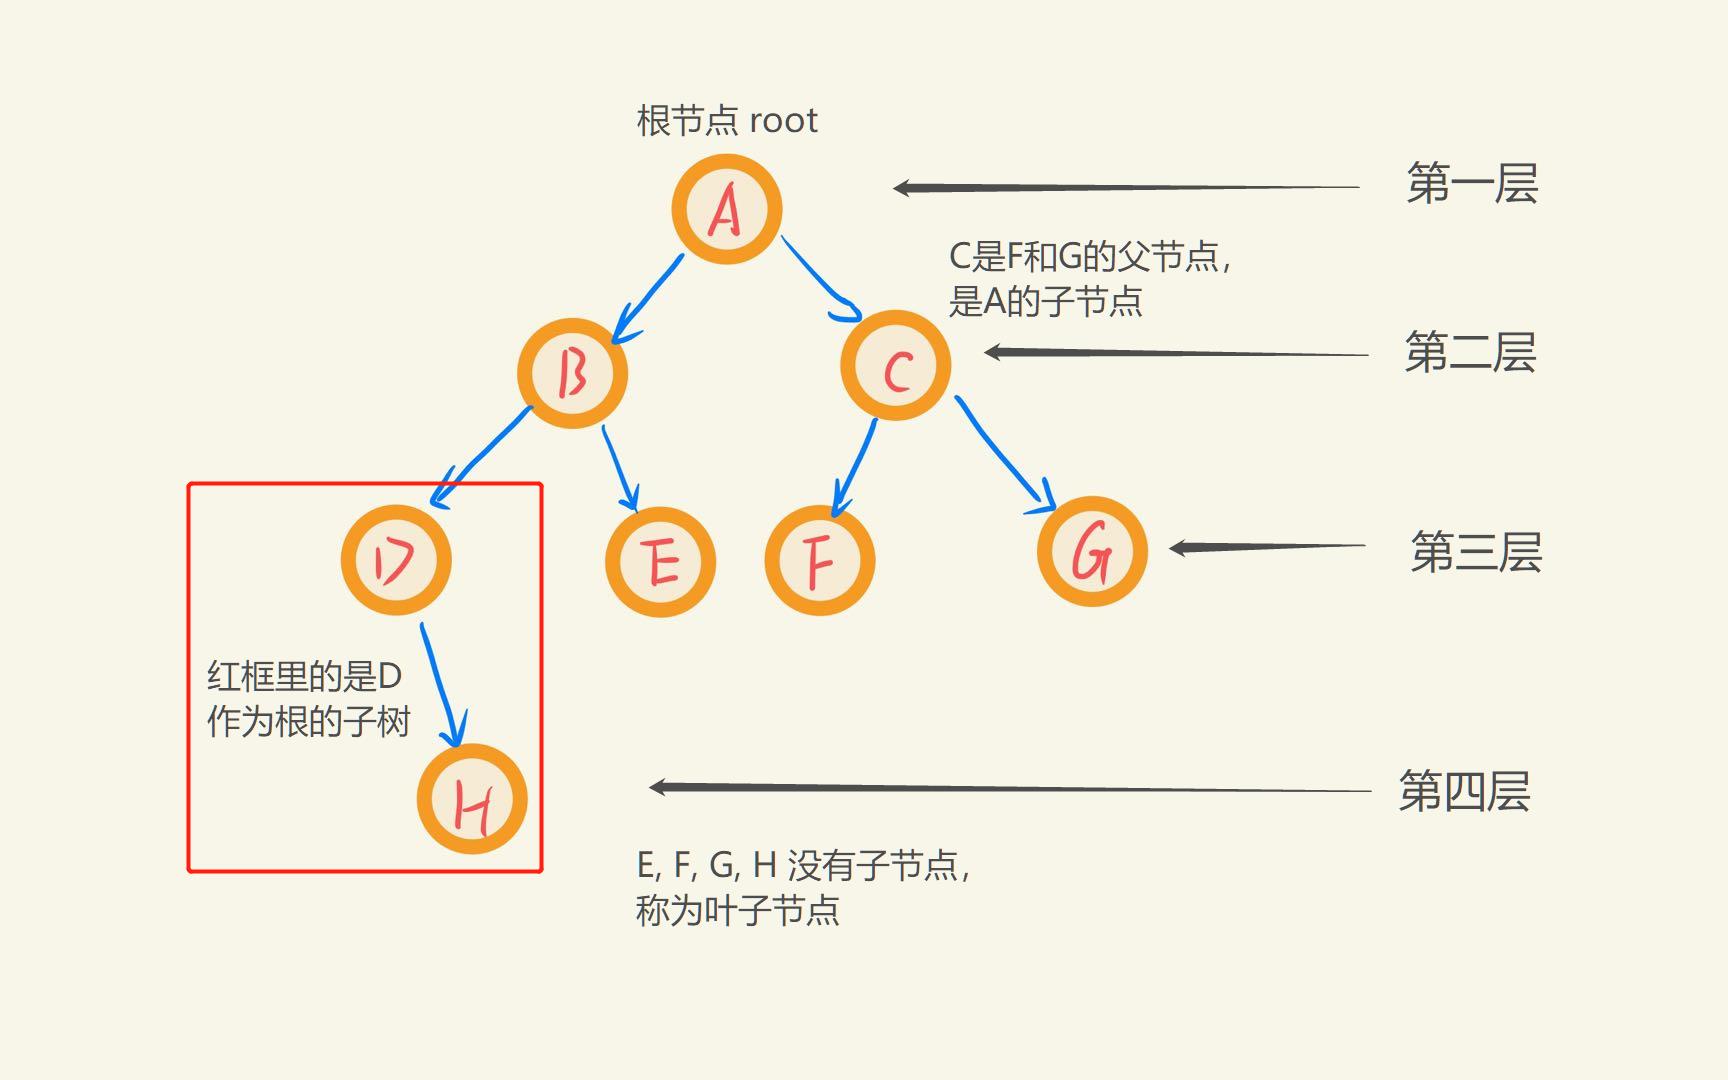 根节点 root
A
第一层
C是F和G的父节点，
是A的子节点
B
C
第二层
D
E
F
G
第三层
红框里的是D
作为根的子树
H
第四层
E, F, G, H 没有子节点，
称为叶子节点